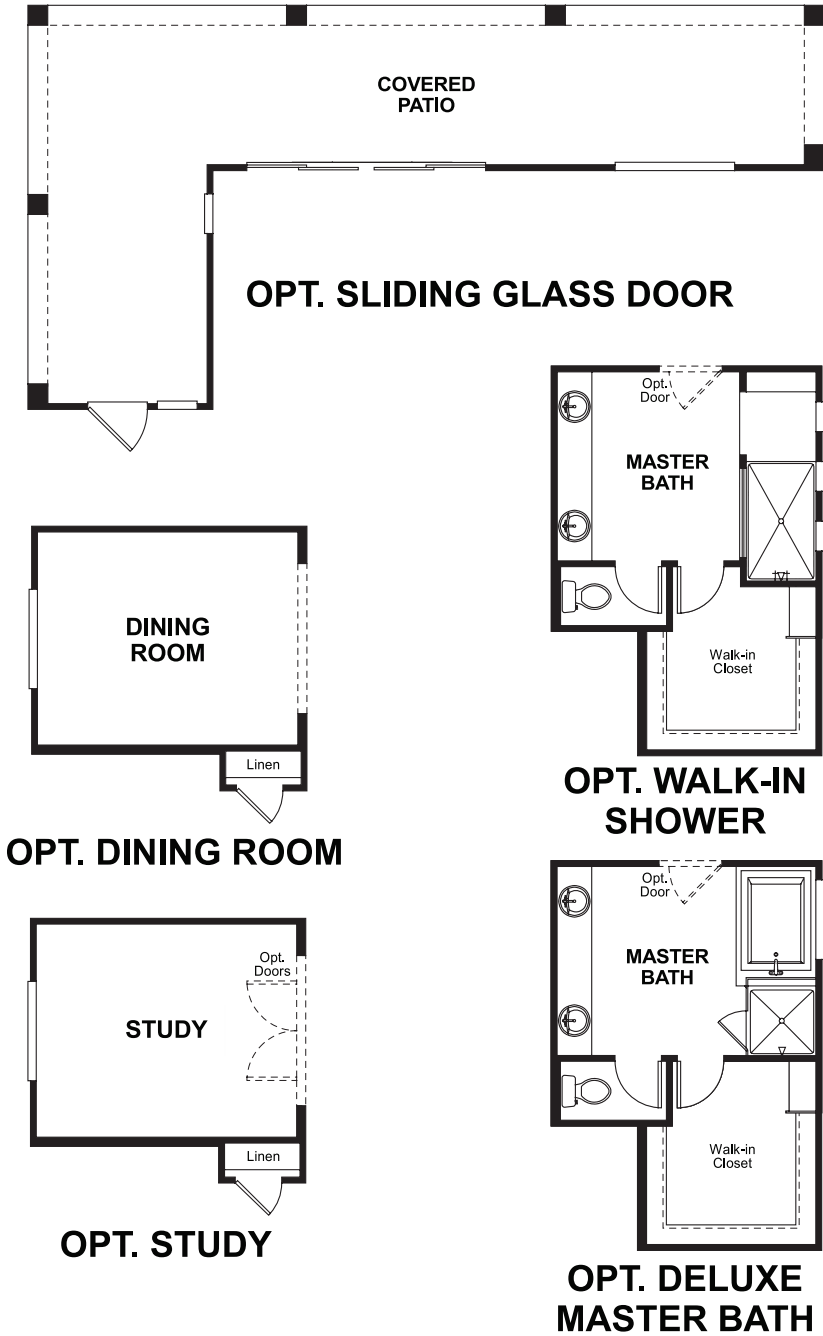 COVERED
PATIO
OPT. SLIDING GLASS DOOR
Opt.
Door
MASTER
BATH
Walk-in
Closet
OPT. WALK-IN
SHOWER
DINING
ROOM
Linen
OPT. DINING ROOM
Opt.
Door
MASTER
BATH
Walk-in
Closet
OPT. DELUXE
MASTER BATH
Opt.
Doors
STUDY
Linen
OPT. STUDY